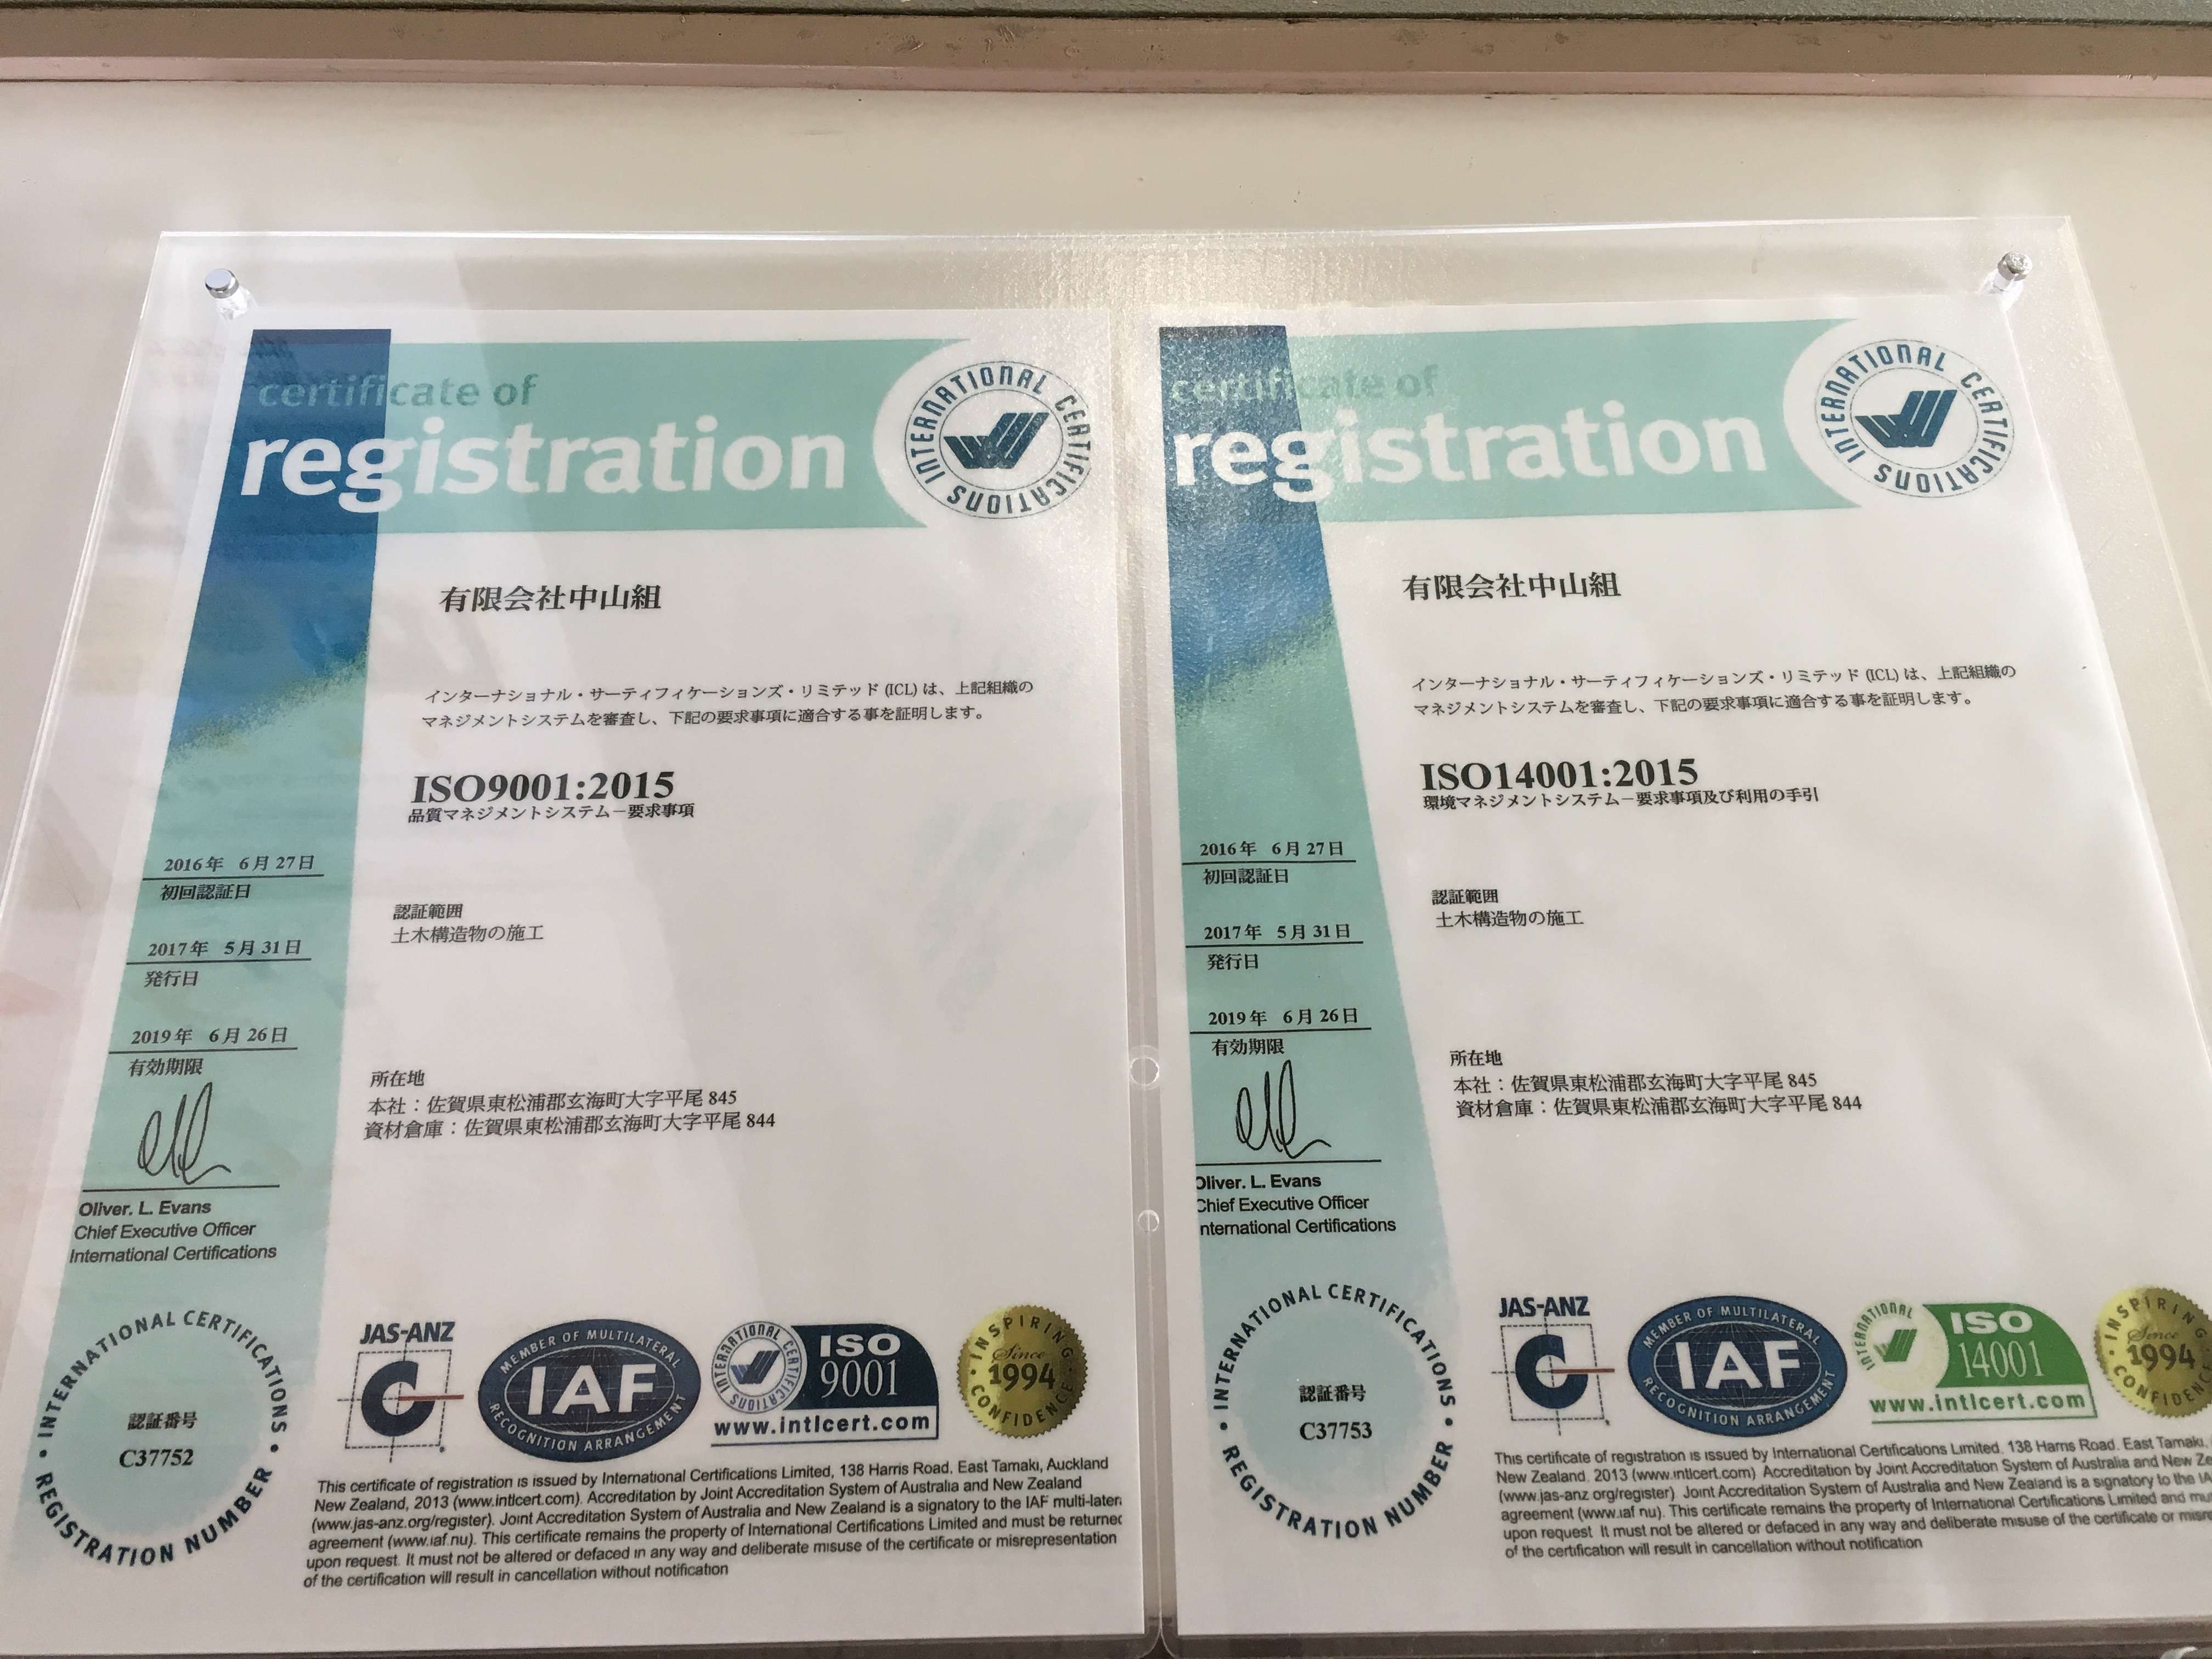 certificate of
registration
INTERNATIONAL CERTIFICATIONS
有限会社中山組
インターナショナル・サーティフィケーションズ・リミテッド (ICL) は、上記組織の
マネジメントシステムを審査し、下記の要求事項に適合する事を証明します。
ISO9001:2015
品質マネジメントシステム－要求事項
2016年 6月 27日
初回認証日
認証範囲
土木構造物の施工
2017年 5月 31日
発行日
2019年 6月 26日
有効期限
所在地
本社：佐賀県東松浦郡玄海町大字平尾 845
資材倉庫：佐賀県東松浦郡玄海町大字平尾 844
Oliver. L. Evans
Chief Executive Officer
International Certifications
• INTERNATIONAL CERTIFICATIONS •
REGISTRATION NUMBER
認証番号
C37752
JAS-ANZ
MEMBER OF MULTILATERAL
IAF
RECOGNITION ARRANGEMENT
INTERNATIONAL CERTIFICATIONS
ISO
9001
www.intlcert.com
INSPIRING
Since
1994
CONFIDENCE
This certificate of registration is issued by International Certifications Limited, 138 Harris Road, East Tamaki, Auckland
New Zealand, 2013 (www.intlcert.com). Accreditation by Joint Accreditation System of Australia and New Zealand
(www.jas-anz.org/register). Joint Accreditation System of Australia and New Zealand is a signatory to the IAF multi-later
agreement (www.iaf.nu). This certificate remains the property of International Certifications Limited and must be returned
upon request. It must not be altered or defaced in any way and deliberate misuse of the certificate or misrepresentation
of the certification will result in cancellation without notification
certificate of
registration
INTERNATIONAL CERTIFICATIONS
有限会社中山組
インターナショナル・サーティフィケーションズ・リミテッド (ICL) は、上記組織の
マネジメントシステムを審査し、下記の要求事項に適合する事を証明します。
ISO14001:2015
環境マネジメントシステム－要求事項及び利用の手引
2016年 6月 27日
初回認証日
認証範囲
土木構造物の施工
2017年 5月 31日
発行日
2019年 6月 26日
有効期限
所在地
本社：佐賀県東松浦郡玄海町大字平尾 845
資材倉庫：佐賀県東松浦郡玄海町大字平尾 844
Oliver. L. Evans
Chief Executive Officer
nternational Certifications
• INTERNATIONAL CERTIFICATIONS •
REGISTRATION NUMBER
認証番号
C37753
JAS-ANZ
MEMBER OF MULTILATERAL
IAF
RECOGNITION ARRANGEMENT
INTERNATIONAL
ISO
14001
www.intlcert.com
INSPIRING
Since
1994
CONFIDENC
This certificate of registration is issued by International Certifications Limited. 138 Harris Road. East Tamaki,
New Zealand. 2013 (www.intlcert.com) Accreditation by Joint Accreditation System of Australia and New Ze
(www.jas-anz org/register) Joint Accreditation System of Australia and New Zealand is a signatory to the IA
agreement (www.iaf nu). This certificate remains the property of International Certifications Limited and mu
upon request It must not be altered or defaced in any way and deliberate misuse of the certificate or misre
of the certification will result in cancellation without notification